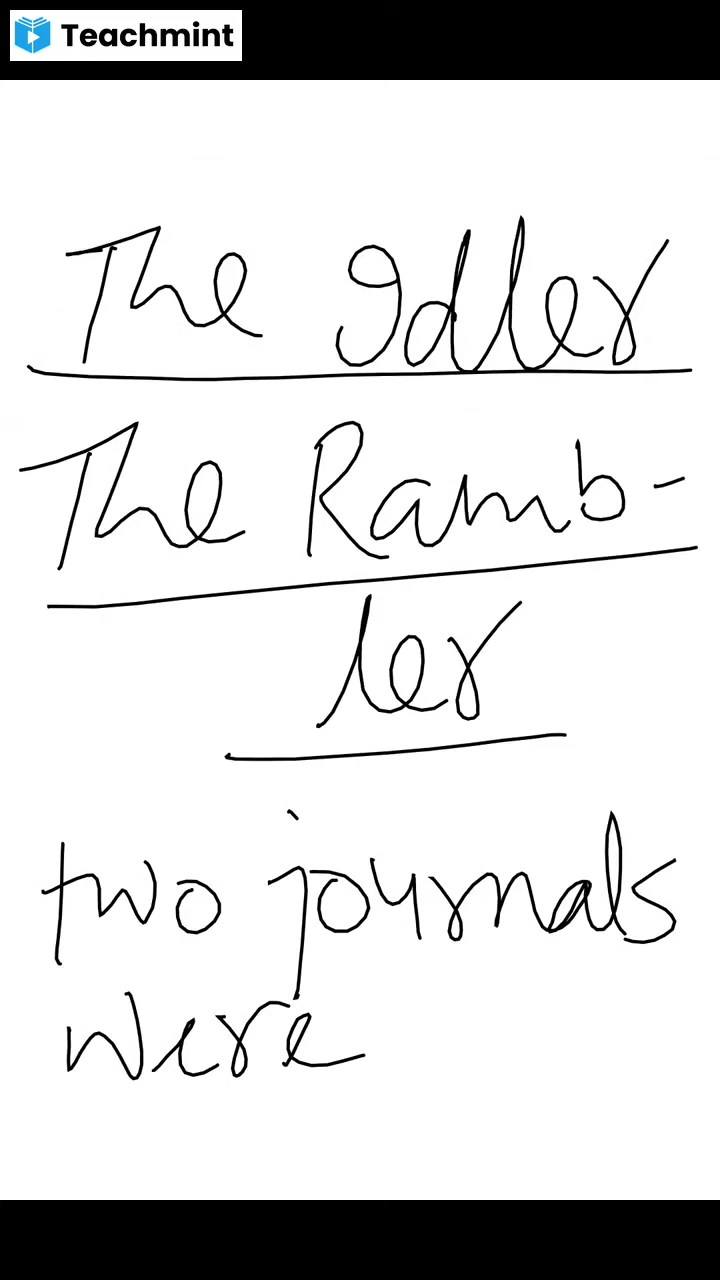 Teachmint
The Idler
The Ramb-
ler
two journals
were